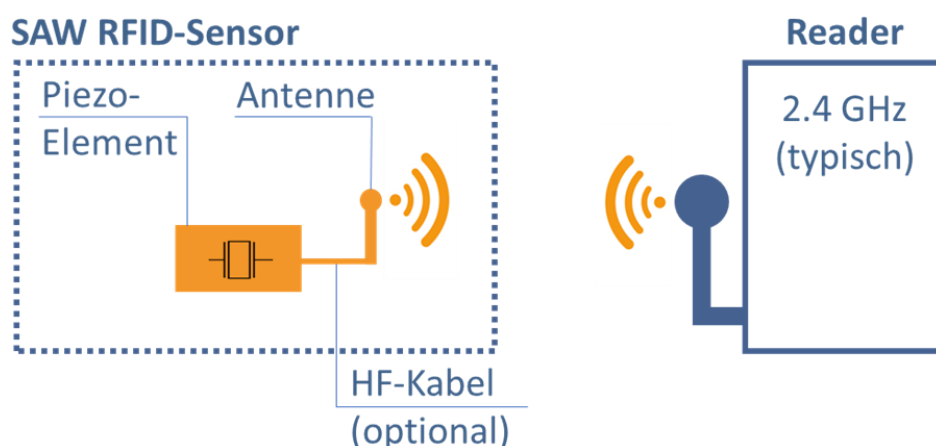 SAW RFID-Sensor
Piezo-
Element
Antenne
HF-Kabel
(optional)
Reader
2.4 GHz
(typisch)